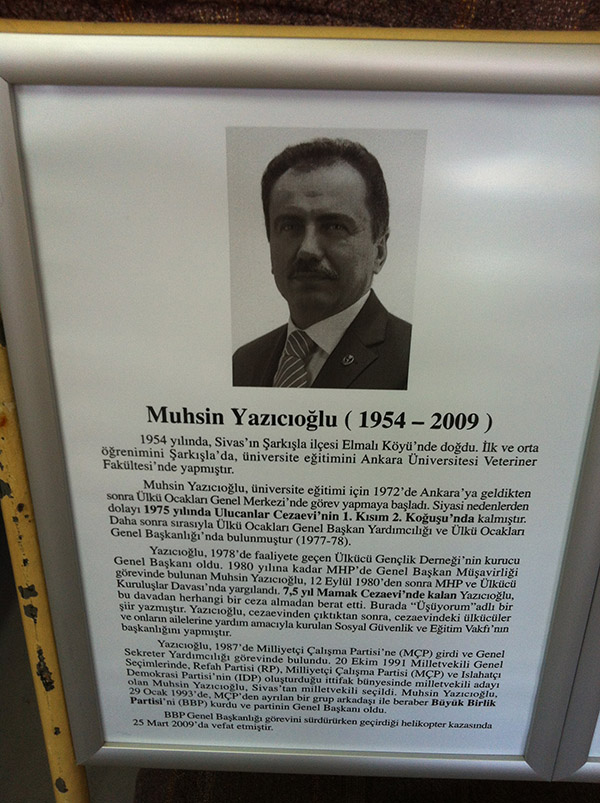 Muhsin Yazıcıoğlu ( 1954 – 2009 )
1954 yılında, Sivas'ın Şarkışla ilçesi Elmalı Köyü'nde doğdu. İlk ve orta
öğrenimini Şarkışla'da, üniversite eğitimini Ankara Üniversitesi Veteriner
Fakültesi'nde yapmıştır.
Muhsin Yazıcıoğlu, üniversite eğitimi için 1972'de Ankara'ya geldikten
sonra Ülkü Ocakları Genel Merkezi'nde görev yapmaya başladı. Siyasi nedenlerden
dolayı 1975 yılında Ulucanlar Cezaevi'nin 1. Kısım 2. Koğuşu'nda kalmıştır.
Daha sonra sırasıyla Ülkü Ocakları Genel Başkan Yardımcılığı ve Ülkü Ocakları
Genel Başkanlığı'nda bulunmuştur (1977-78).
Yazıcıoğlu, 1978'de faaliyete geçen Ülkücü Gençlik Derneği'nin kurucu
Genel Başkanı oldu. 1980 yılına kadar MHP'de Genel Başkan Müşavirliği
görevinde bulunan Muhsin Yazıcıoğlu, 12 Eylül 1980'den sonra MHP ve Ülkücü
Kuruluşlar Davası'nda yargılandı. 7,5 yıl Mamak Cezaevi'nde kalan Yazıcıoğlu,
bu davadan herhangi bir ceza almadan berat etti. Burada "Üşüyorum"adlı bir
şiir yazmıştır. Yazıcıoğlu, cezaevinden çıktıktan sonra, cezaevindeki ülkücüler
ve onların ailelerine yardım amacıyla kurulan Sosyal Güvenlik ve Eğitim Vakfı'nın
başkanlığını yapmıştır.
Yazıcıoğlu, 1987'de Milliyetçi Çalışma Partisi'ne (MÇP) girdi ve Genel
Sekreter Yardımcılığı görevinde bulundu. 20 Ekim 1991 Milletvekili Genel
Seçimlerinde, Refah Partisi (RP), Milliyetçi Çalışma Partisi (MÇP) ve Islahatçı
Demokrasi Partisi'nin (IDP) oluşturduğu ittifak bünyesinde milletvekili adayı
olan Muhsin Yazıcıoğlu, Sivas'tan milletvekili seçildi. Muhsin Yazıcıoğlu,
29 Ocak 1993'de, MÇP'den ayrılan bir grup arkadaşı ile beraber Büyük Birlik
Partisi'ni (BBP) kurdu ve partinin Genel Başkanı oldu.
BBP Genel Başkanlığı görevini sürdürürken geçirdiği helikopter kazasında
25 Mart 2009'da vefat etmiştir.